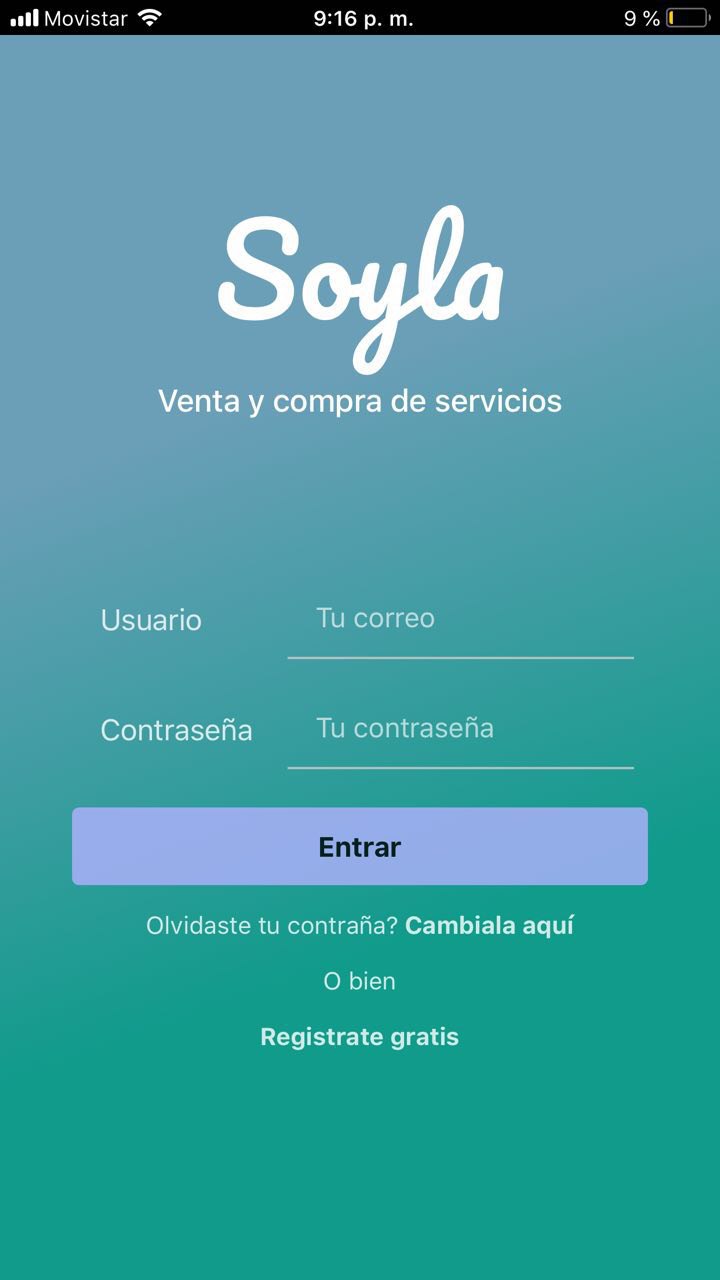 Movistar 9:16 p. m. 9 %
Soyla
Venta y compra de servicios
Usuario Tu correo
Contraseña Tu contraseña
Entrar
Olvidaste tu contraña? Cambiala aquí
O bien
Registrate gratis